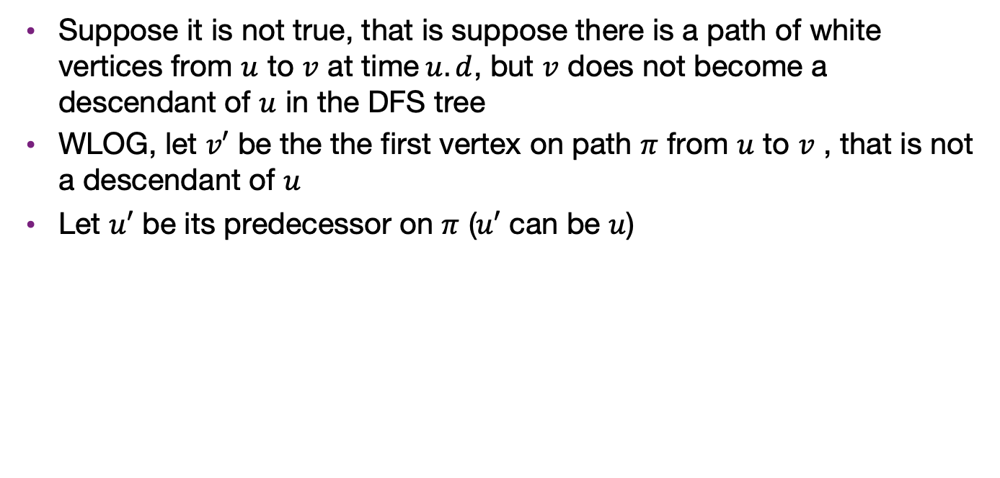 • Suppose it is not true, that is suppose there is a path of white
vertices from 𝑢 to 𝑣 at time 𝑢.𝑑, but 𝑣 does not become a
descendant of 𝑢 in the DFS tree
• WLOG, let 𝑣′ be the the first vertex on path 𝜋 from 𝑢 to 𝑣 , that is not
a descendant of 𝑢
• Let 𝑢′ be its predecessor on 𝜋 (𝑢′ can be 𝑢)